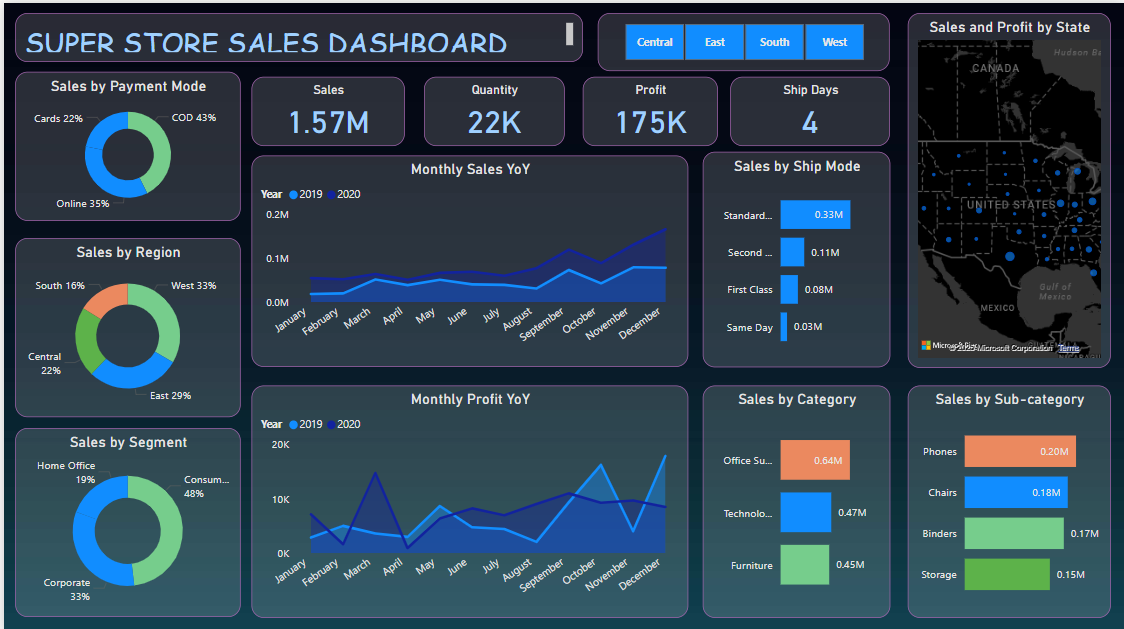 SUPER STORE SALES DASHBOARD
Central
East
South
West
Sales by Payment Mode
Cards 22%
COD 43%
Online 35%
Sales
1.57M
Quantity
22K
Profit
175K
Ship Days
4
Sales and Profit by State
CANADA
Hudson Ba
UNITED STATES
Gulf of
Mexico
MEXICO
Microsoft
Microsoft Corporation
Terms
Sales by Region
South 16%
West 33%
Central
22%
East 29%
Monthly Sales YoY
Year
2019
2020
0.2M
0.1M
0.0M
January
February
March
April
May
June
July
August
September
October
November
December
Sales by Ship Mode
Standard...
0.33M
Second ...
0.11M
First Class
0.08M
Same Day
0.03M
Sales by Segment
Home Office
19%
Consum...
48%
Corporate
33%
Monthly Profit YoY
Year
2019
2020
20K
10K
0K
January
February
March
April
May
June
July
August
September
October
November
December
Sales by Category
Office Su...
0.64M
Technolo...
0.47M
Furniture
0.45M
Sales by Sub-category
Phones
0.20M
Chairs
0.18M
Binders
0.17M
Storage
0.15M